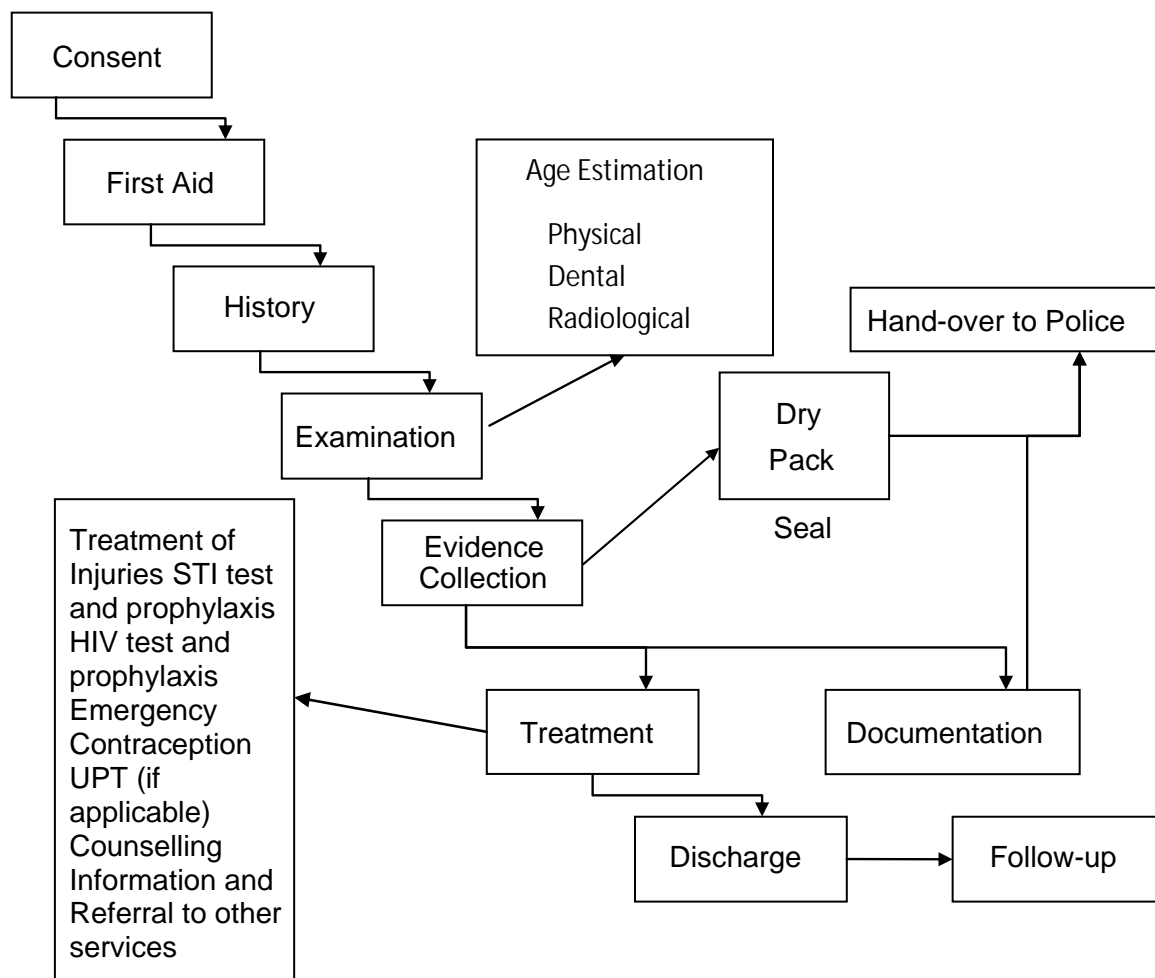 Consent
First Aid
Age Estimation
Physical
Dental
Radiological
History
Hand-over to Police
Examination
Dry
Pack
Seal
Evidence
Collection
Treatment of
Injuries STI test
and prophylaxis
HIV test and
prophylaxis
Emergency
Contraception
UPT (if
applicable)
Counselling
Information and
Referral to other
services
Treatment
Documentation
Discharge
Follow-up